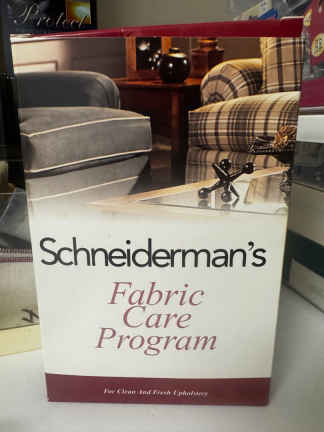 Protect
Schneiderman's
Fabric
Care
Program
For Clean And Fresh Upholstery